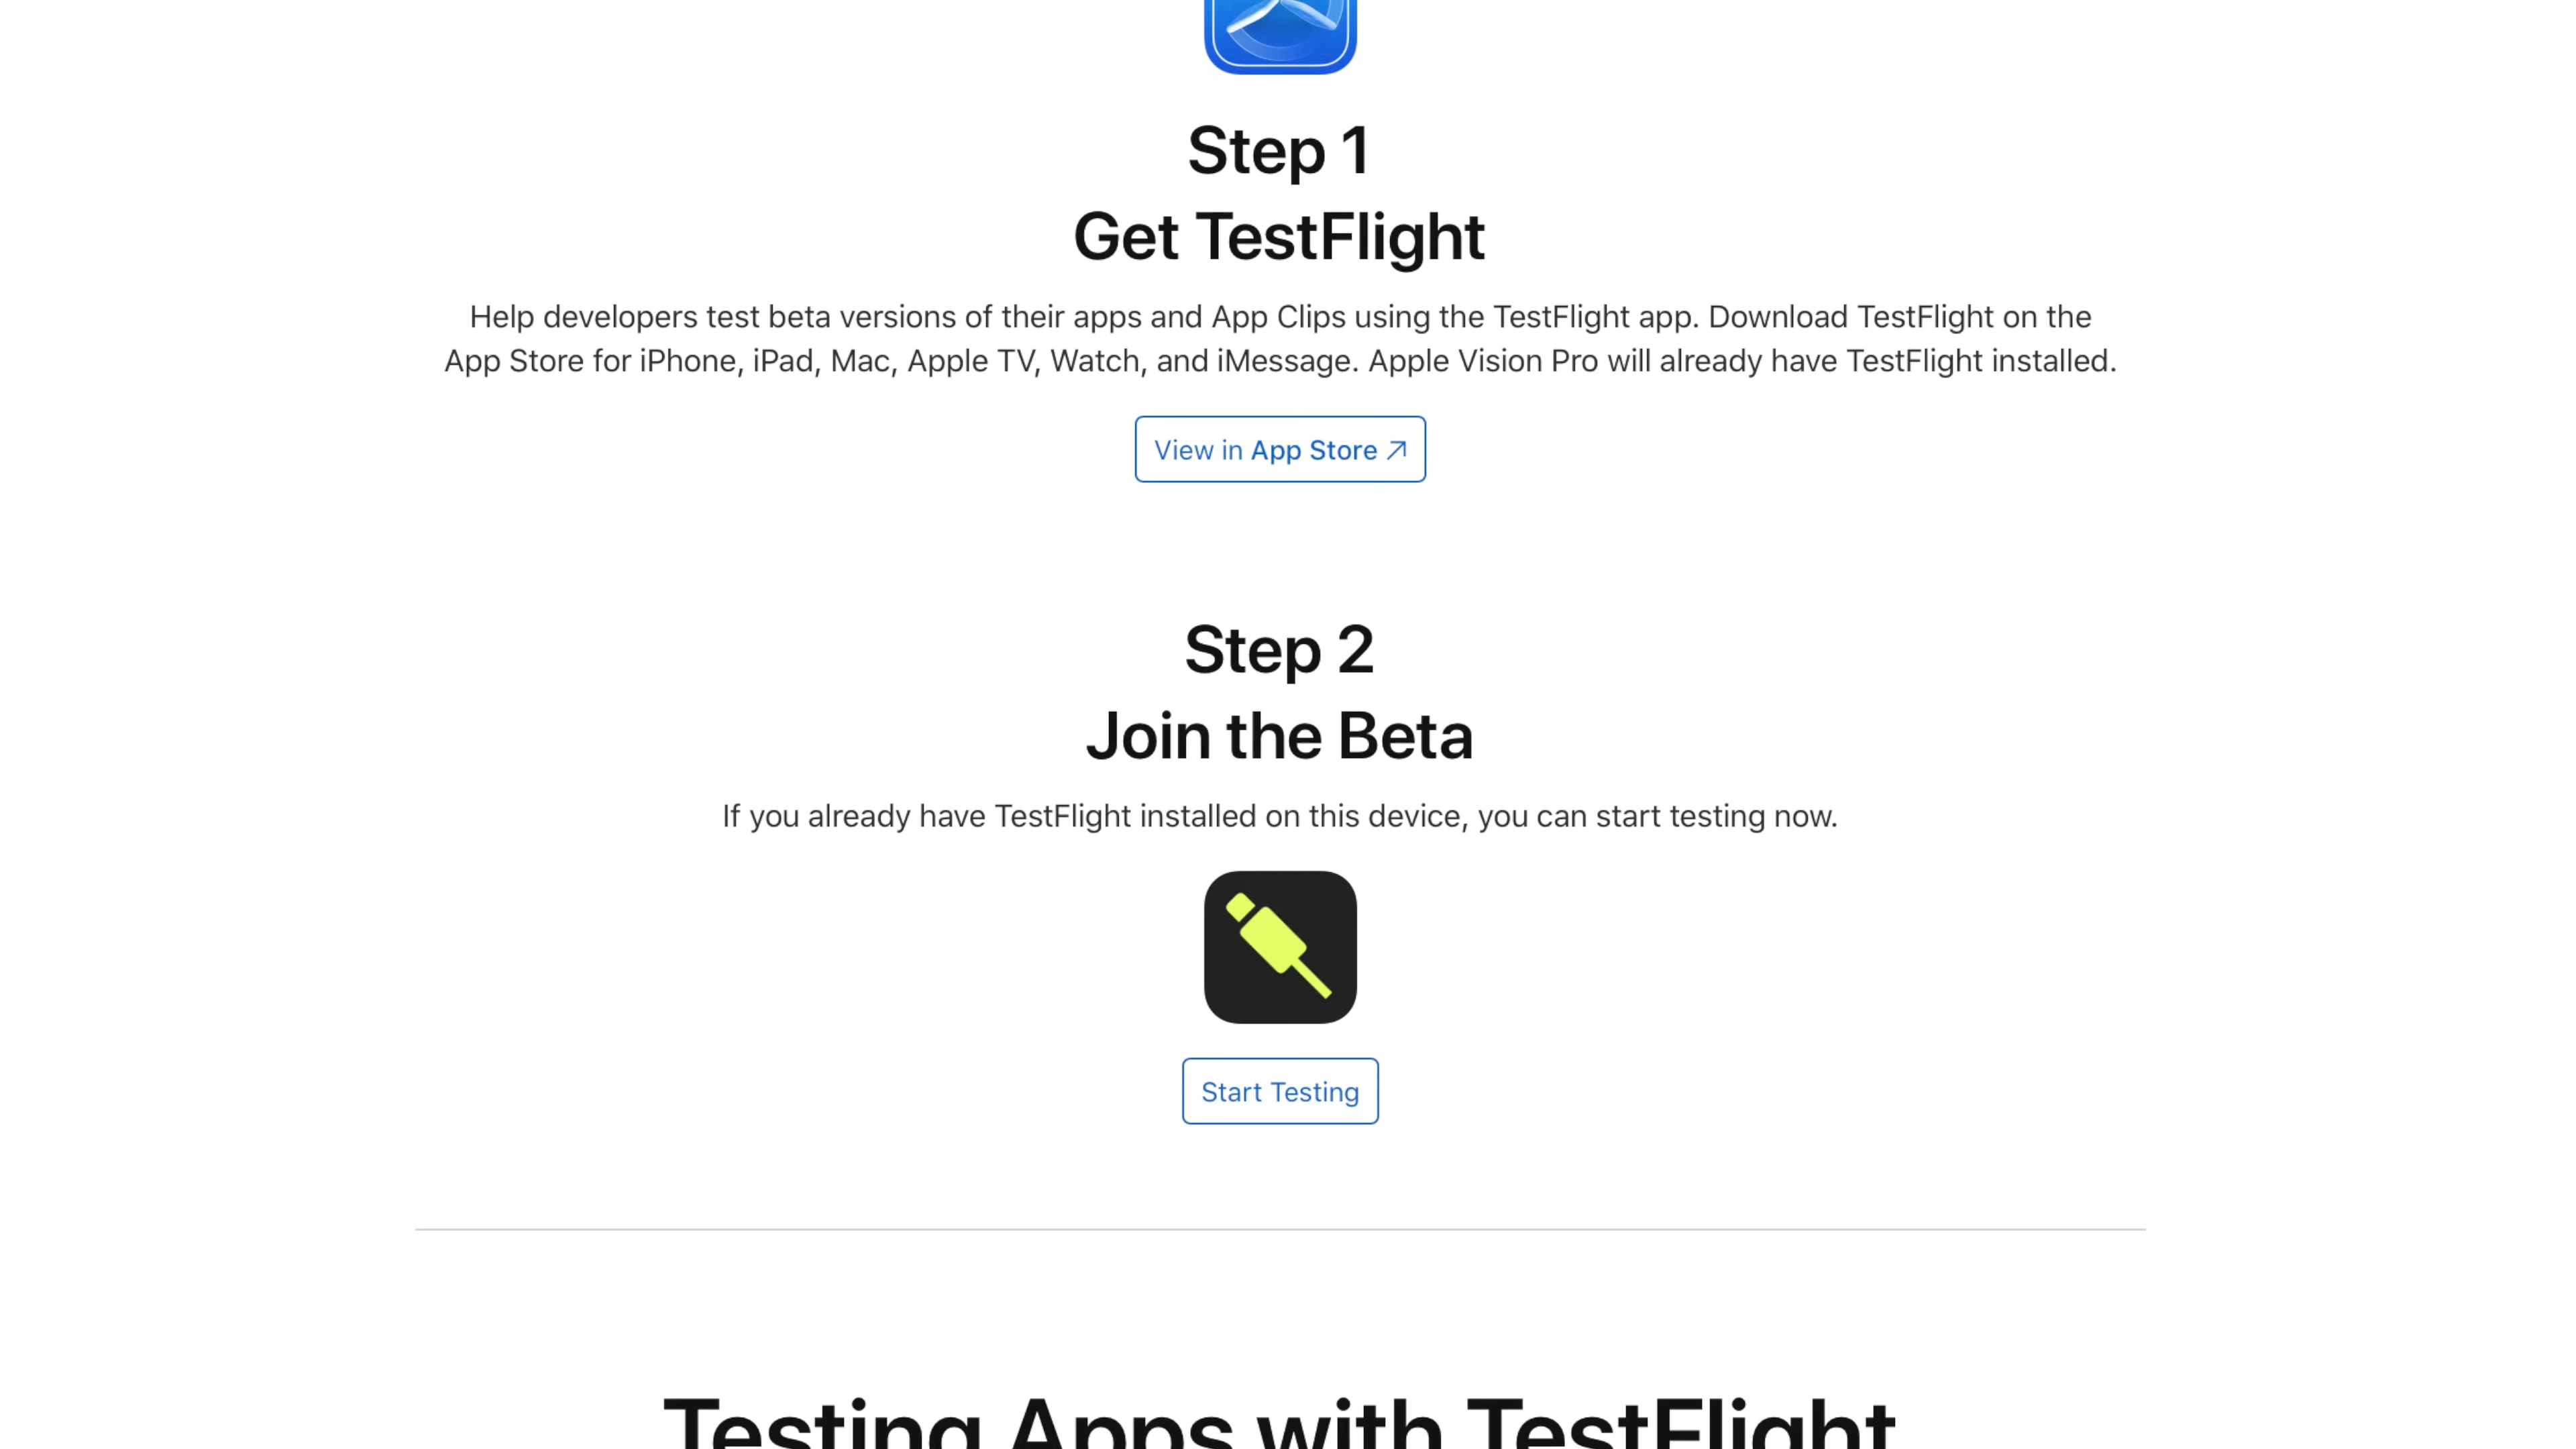 Step 1
Get TestFlight
Help developers test beta versions of their apps and App Clips using the TestFlight app. Download TestFlight on the
App Store for iPhone, iPad, Mac, Apple TV, Watch, and iMessage. Apple Vision Pro will already have TestFlight installed.
View in App Store
Step 2
Join the Beta
If you already have TestFlight installed on this device, you can start testing now.
Start Testing
Testing Apps with TestFlight